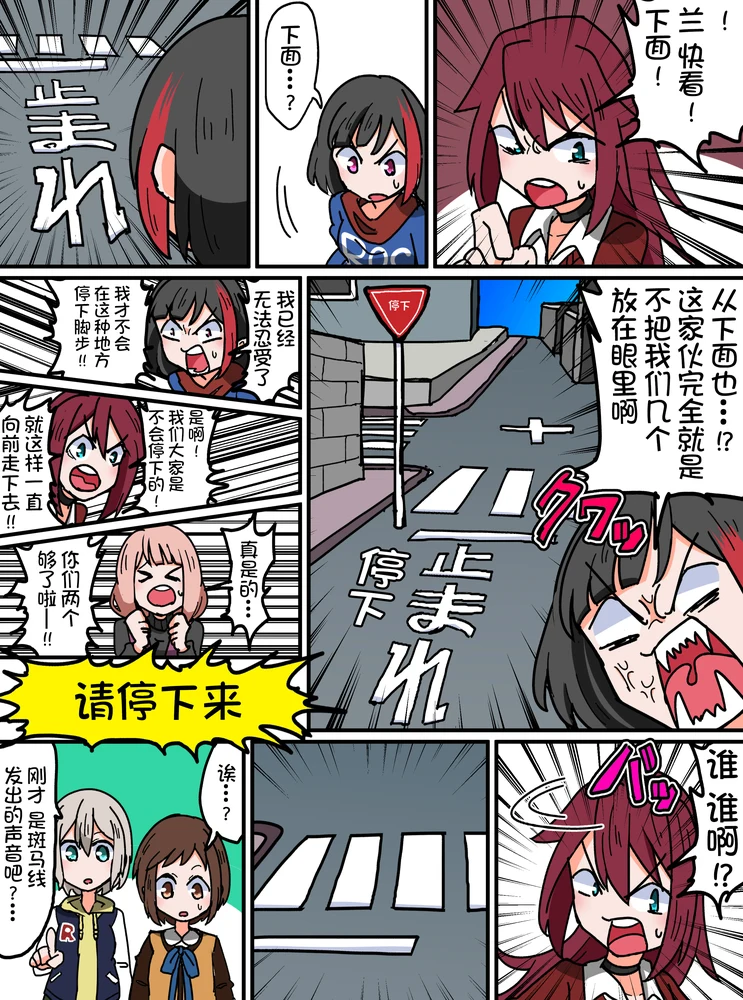 ！
兰 快看！
下面！
下面…？
ROC
止まれ
从下面也…!?
这家伙完全就是
不把我们几个
放在眼里啊
停下
クワッ
止まれ
停下
我已经
无法忍受了
我才不会
在这种地方
停下脚步!!
是啊！
我们大家是
不会停下的！
就这样一直
向前走下去!!
真是的…
你们两个
够了啦——!!
请停下来
谁 谁啊!?
バッ
诶…？
刚才 是斑马线
发出的声音吧？…
R